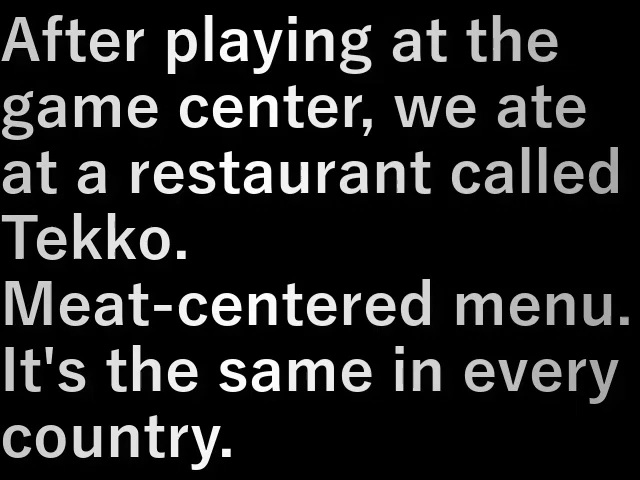 After playing at the
game center, we ate
at a restaurant called
Tekko.
Meat-centered menu.
It's the same in every
country.